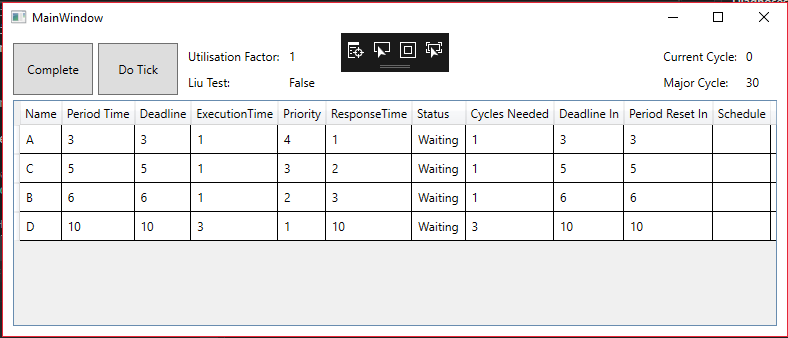 MainWindow
Complete Do Tick Utilisation Factor: 1 Current Cycle: 0
Liu Test: False Major Cycle: 30
Name Period Time Deadline ExecutionTime Priority ResponseTime Status Cycles Needed Deadline In Period Reset In Schedule
A 3 3 1 4 1 Waiting 1 3 3
C 5 5 1 3 2 Waiting 1 5 5
B 6 6 1 2 3 Waiting 1 6 6
D 10 10 3 1 10 Waiting 3 10 10